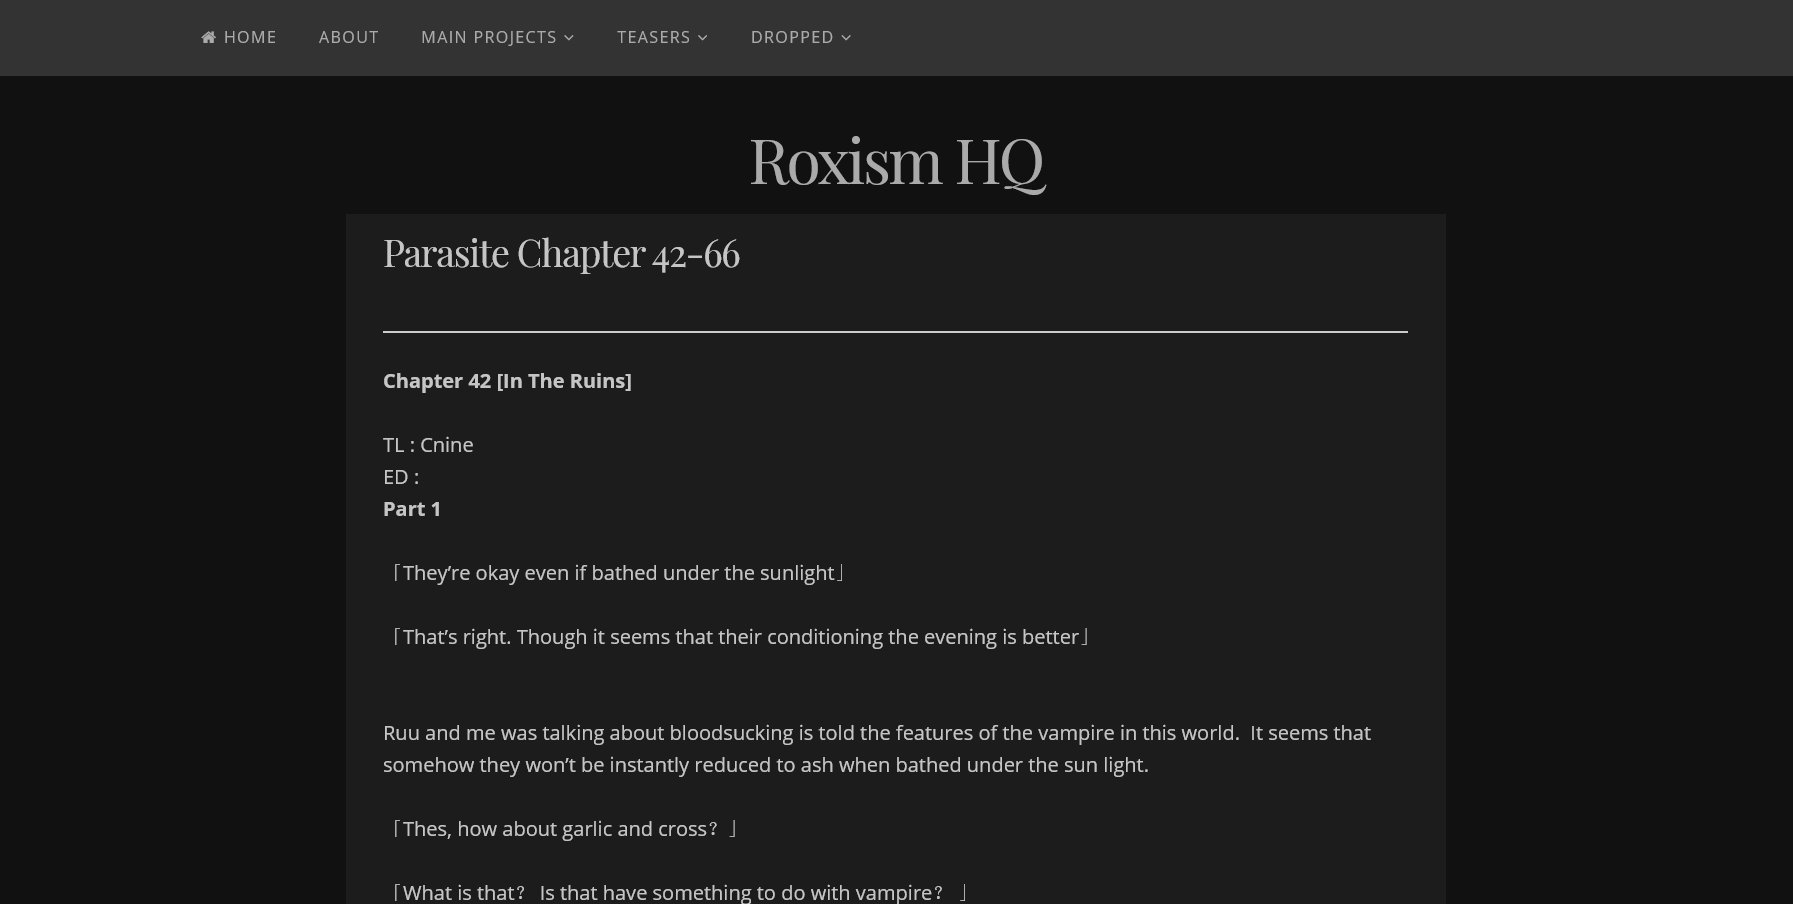 HOME ABOUT MAIN PROJECTS TEASERS DROPPED
Roxism HQ
Parasite Chapter 42-66
Chapter 42 [In The Ruins]
TL : Cnine
ED :
Part 1
「They’re okay even if bathed under the sunlight」
「That’s right. Though it seems that their conditioning the evening is better」
Ruu and me was talking about bloodsucking is told the features of the vampire in this world.  It seems that
somehow they won’t be instantly reduced to ash when bathed under the sun light.
「Thes, how about garlic and cross？」
「What is that？ Is that have something to do with vampire？ 」